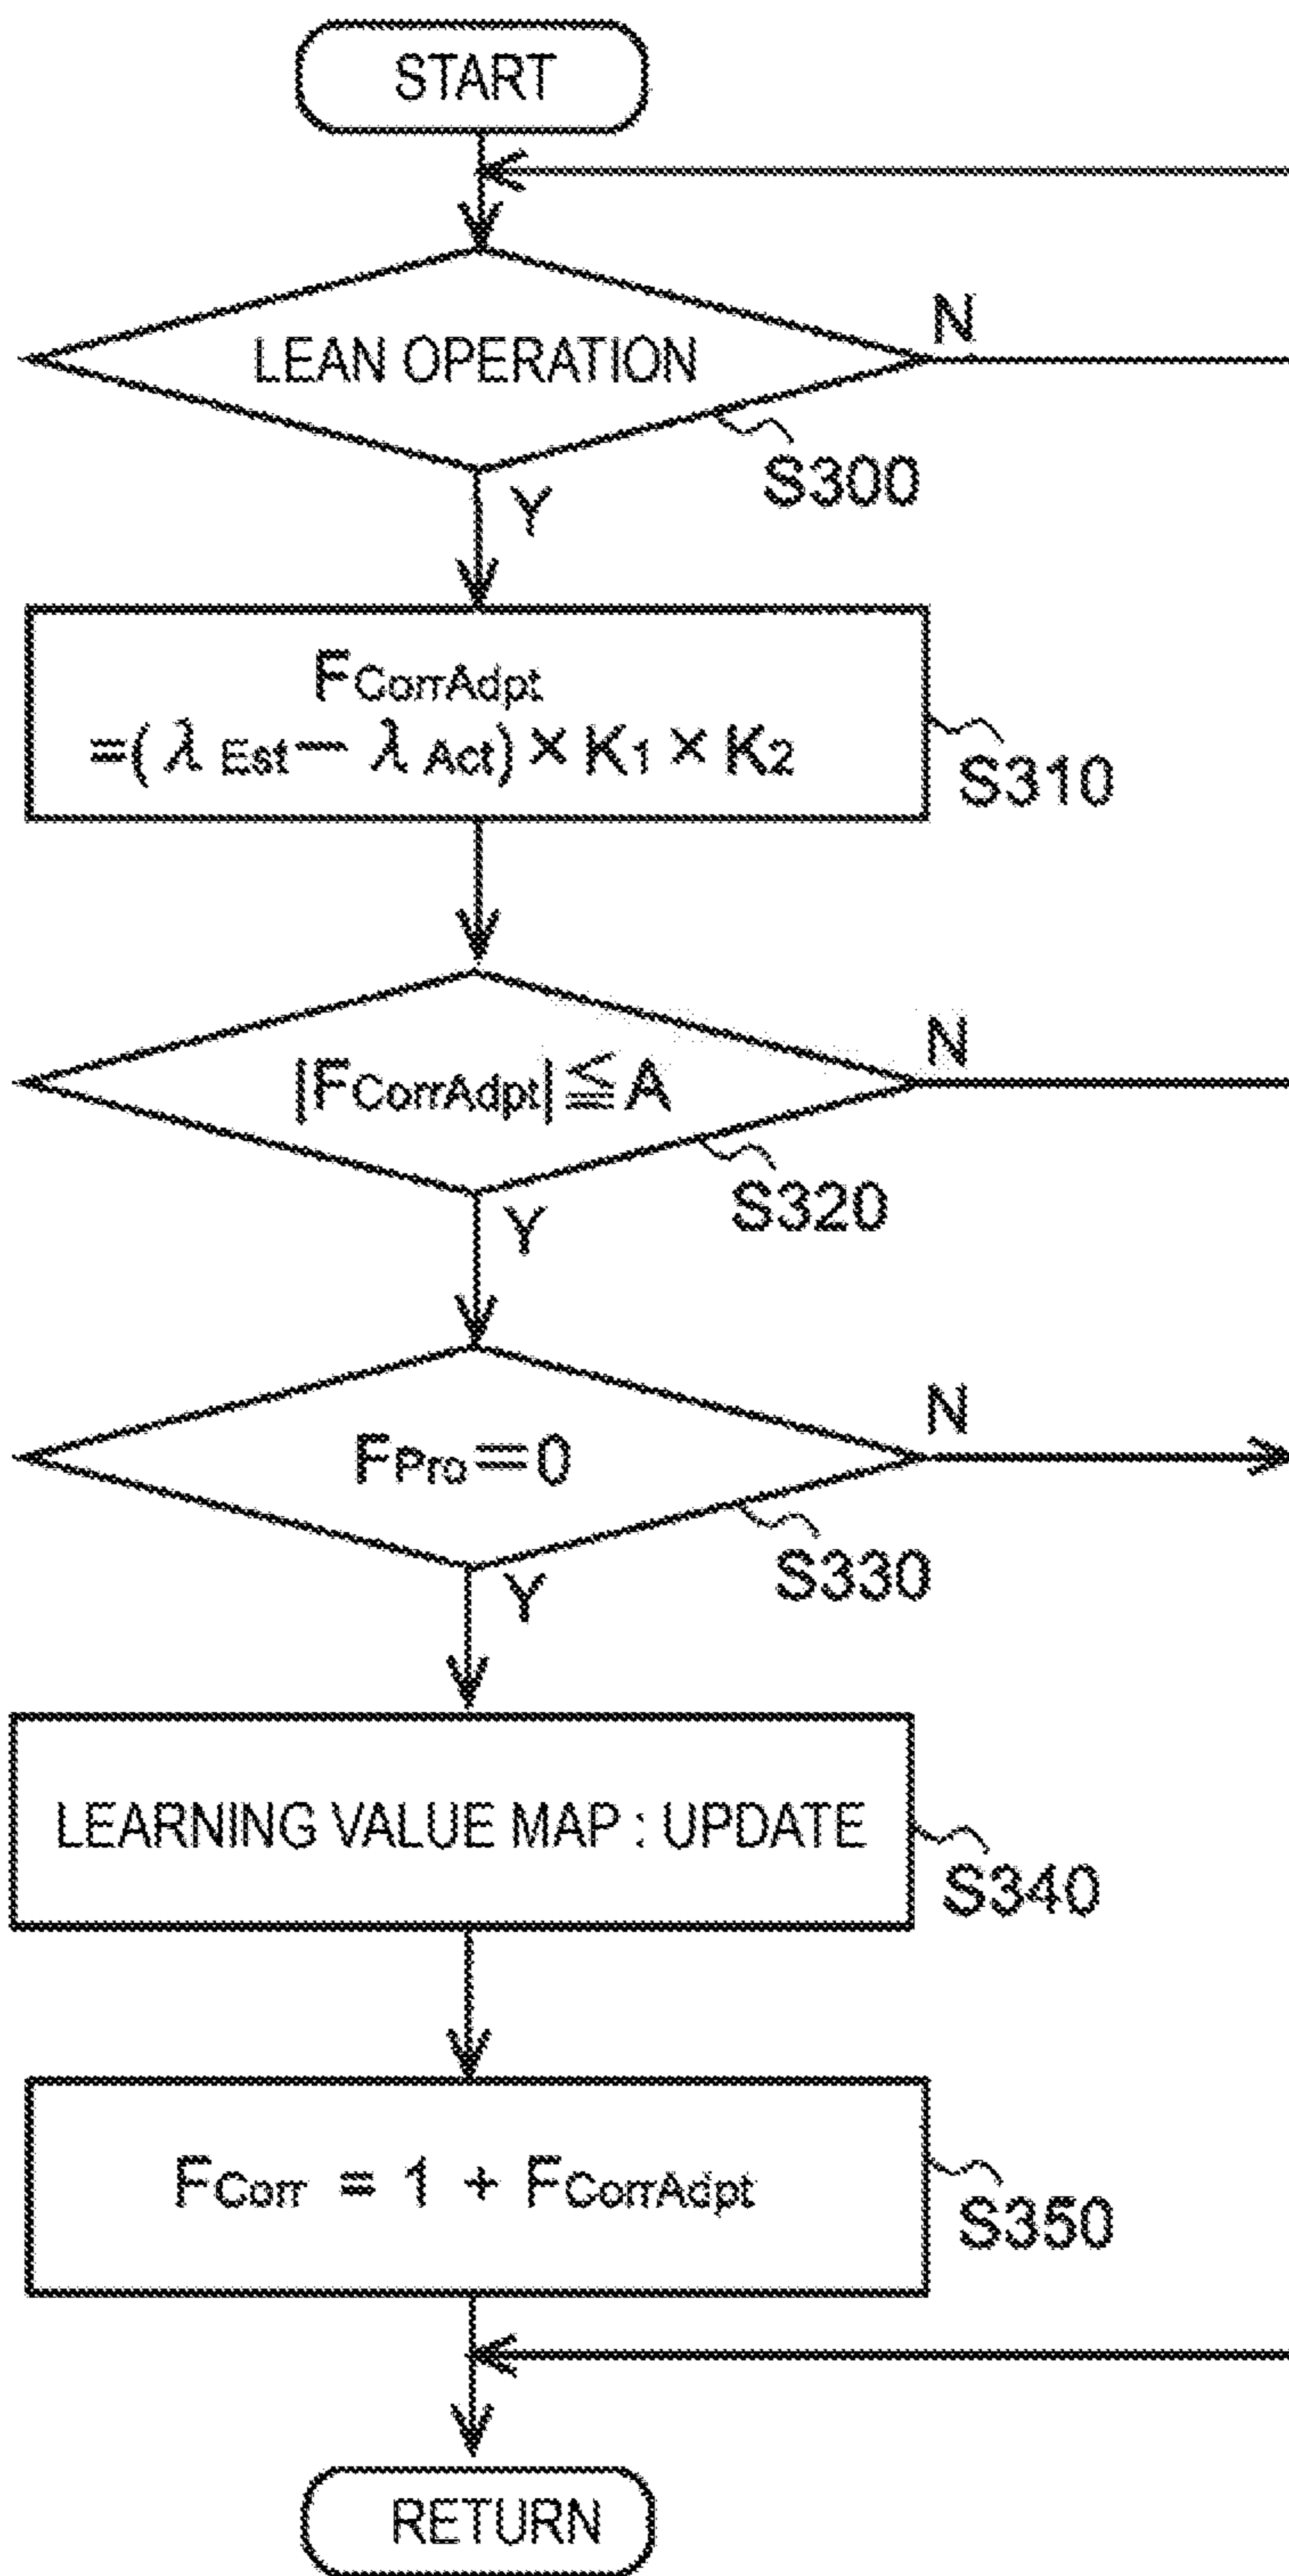 START
LEAN OPERATION
N
S300
Y
FCorrAdpt
=(λEst－λAct)×K1×K2
S310
|FCorrAdpt|≦A
N
S320
Y
FPro=0
N
S330
Y
LEARNING VALUE MAP : UPDATE
S340
FCorr = 1 + FCorrAdpt
S350
RETURN